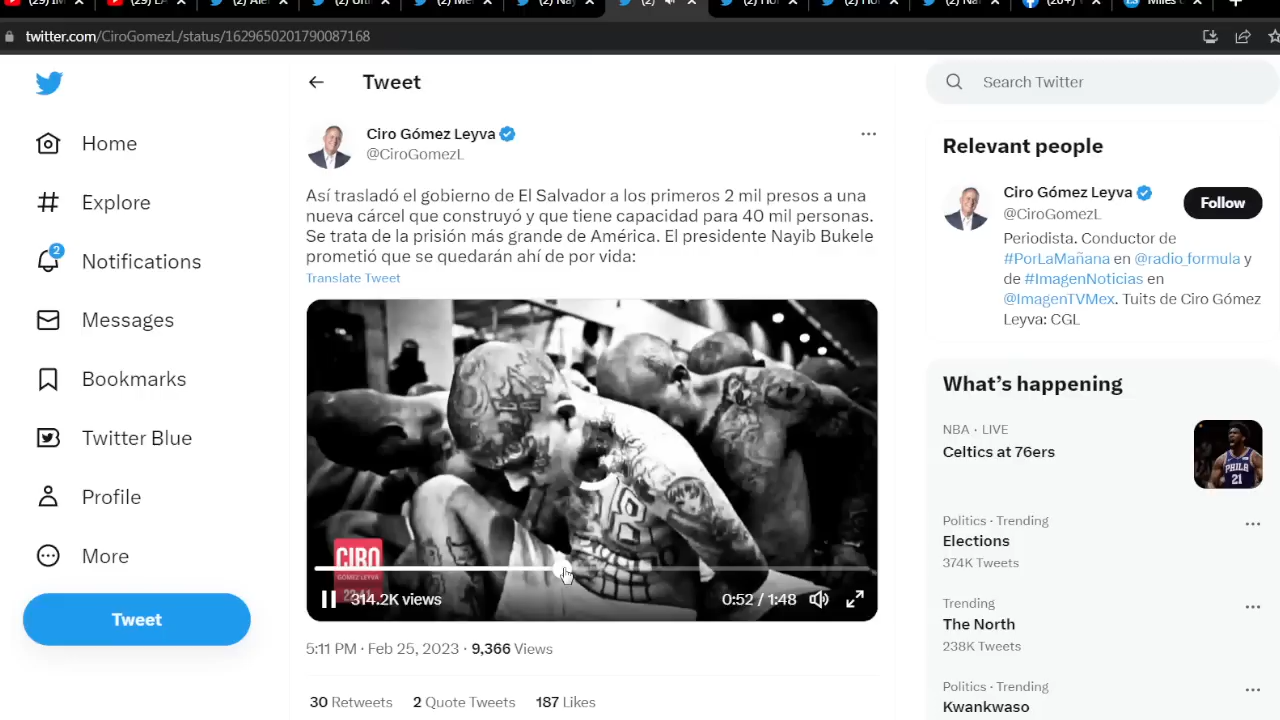 twitter.com/CiroGomezL/status/1629650201790087168
Home
Explore
2
Notifications
Messages
Bookmarks
Twitter Blue
Profile
More
Tweet
Tweet
Ciro Gómez Leyva
@CiroGomezL
Así trasladó el gobierno de El Salvador a los primeros 2 mil presos a una
nueva cárcel que construyó y que tiene capacidad para 40 mil personas.
Se trata de la prisión más grande de América. El presidente Nayib Bukele
prometió que se quedarán ahí de por vida:
Translate Tweet
18
CIRO
GÓMEZ LEYVA
314.2K views
0:52 / 1:48
5:11 PM · Feb 25, 2023 · 9,366 Views
30 Retweets 2 Quote Tweets 187 Likes
Search Twitter
Relevant people
Ciro Gómez Leyva
@CiroGomezL
Follow
Periodista. Conductor de
#PorLaMañana en @radio_formula y
de #ImagenNoticias en
@ImagenTVMex. Tuits de Ciro Gómez
Leyva: CGL
What's happening
NBA · LIVE
Celtics at 76ers
PHILA
21
Politics · Trending
Elections
374K Tweets
Trending
The North
238K Tweets
Politics · Trending
Kwankwaso